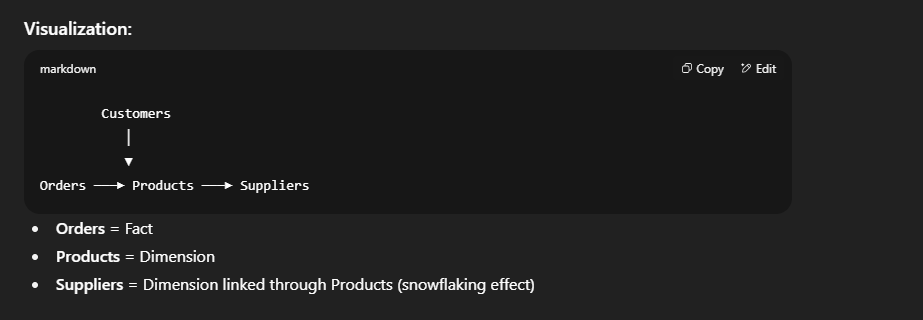 Visualization:
markdown
Copy
Edit
Customers
|
▼
Orders ──► Products ──► Suppliers
• Orders = Fact
• Products = Dimension
• Suppliers = Dimension linked through Products (snowflaking effect)